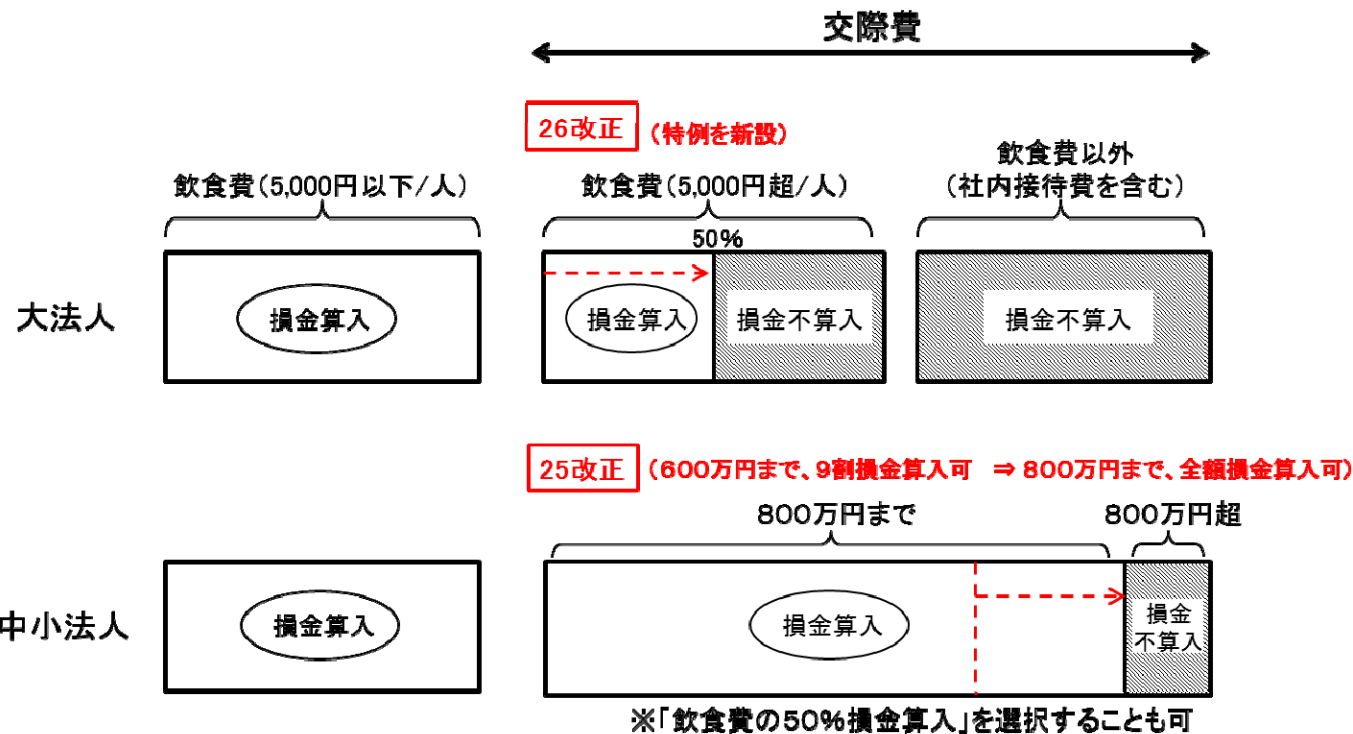 交際費
26改正 (特例を新設)
飲食費以外
(社内接待費を含む)
飲食費(5,000円以下/人)
飲食費(5,000円超/人)
50%
大法人
損金算入
損金算入
損金不算入
損金不算入
25改正 (600万円まで、9割損金算入可 ⇒ 800万円まで、全額損金算入可)
800万円まで
800万円超
中小法人
損金算入
損金算入
損金
不算入
※「飲食費の50%損金算入」を選択することも可